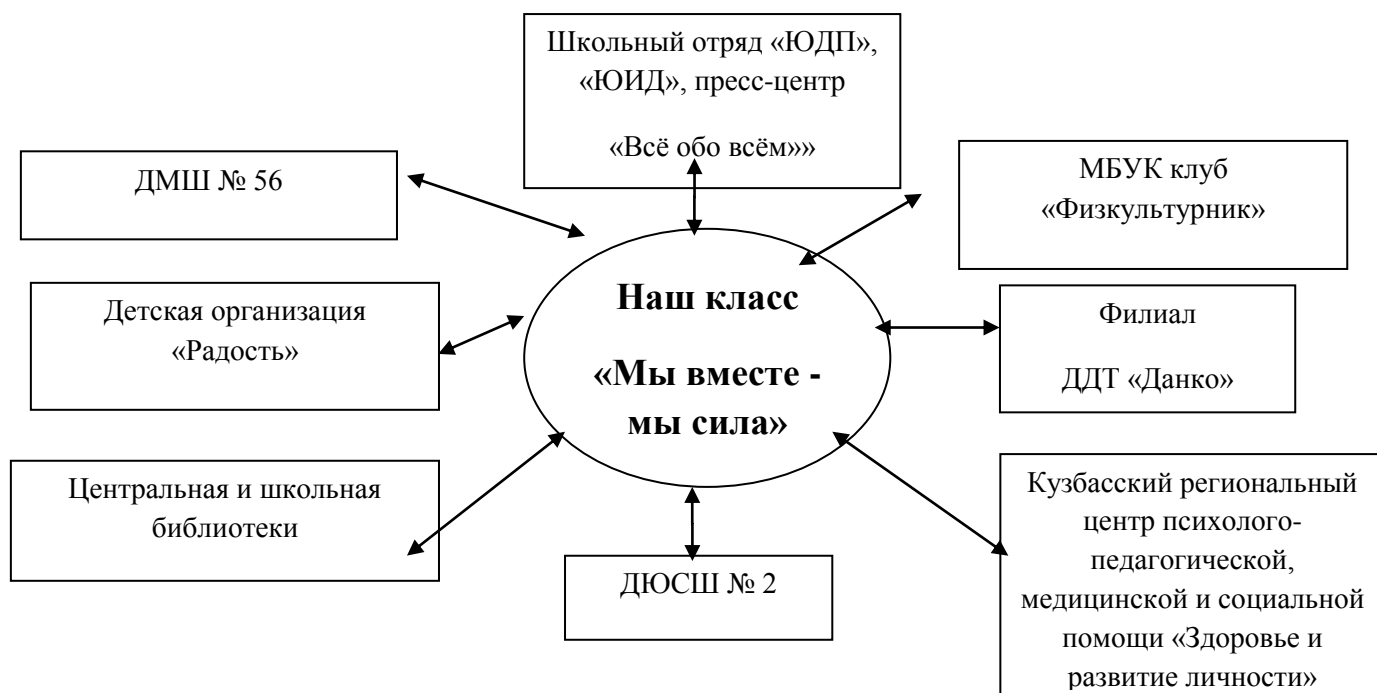 Школьный отряд «ЮДП»,
«ЮИД», пресс-центр
«Всё обо всём»»
ДМШ № 56
МБУК клуб
«Физкультурник»
Наш класс
«Мы вместе -
мы сила»
Детская организация
«Радость»
Филиал
ДДТ «Данко»
Центральная и школьная
библиотеки
ДЮСШ № 2
Кузбасский региональный
центр психолого-
педагогической,
медицинской и социальной
помощи «Здоровье и
развитие личности»